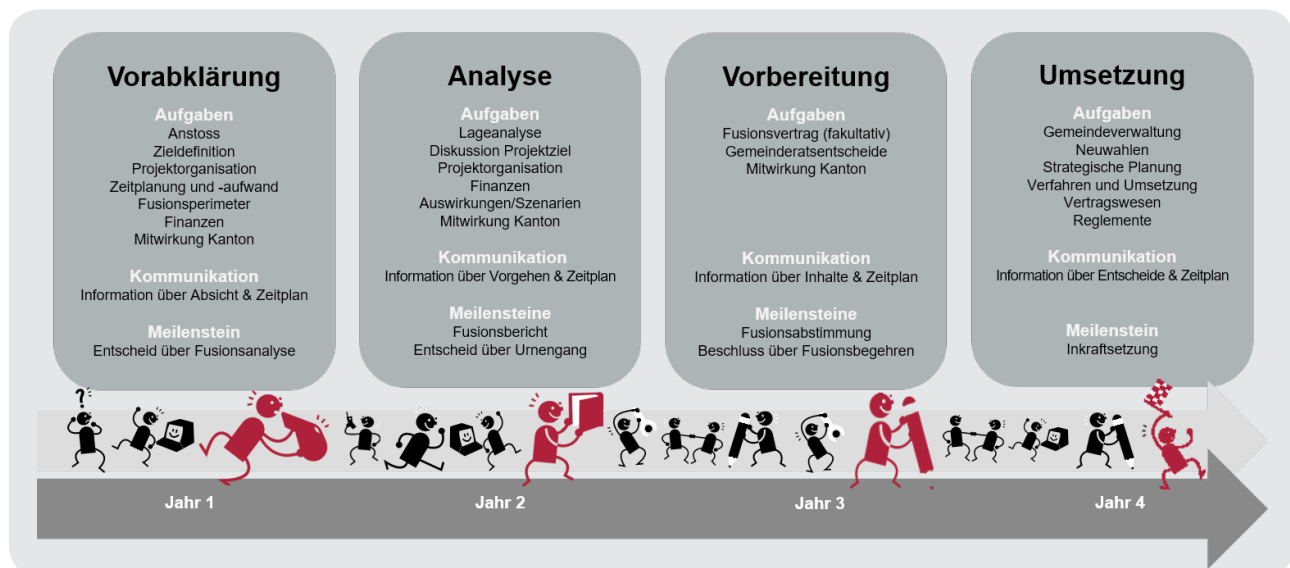 Vorabklärung
Aufgaben
Anstoss
Zieldefinition
Projektorganisation
Zeitplanung und -aufwand
Fusionsperimeter
Finanzen
Mitwirkung Kanton
Kommunikation
Information über Absicht & Zeitplan
Meilenstein
Entscheid über Fusionsanalyse
Analyse
Aufgaben
Lageanalyse
Diskussion Projektziel
Projektorganisation
Finanzen
Auswirkungen/Szenarien
Mitwirkung Kanton
Kommunikation
Information über Vorgehen & Zeitplan
Meilensteine
Fusionsbericht
Entscheid über Urnengang
Vorbereitung
Aufgaben
Fusionsvertrag (fakultativ)
Gemeinderatsentscheide
Mitwirkung Kanton
Kommunikation
Information über Inhalte & Zeitplan
Meilensteine
Fusionsabstimmung
Beschluss über Fusionsbegehren
Umsetzung
Aufgaben
Gemeindeverwaltung
Neuwahlen
Strategische Planung
Verfahren und Umsetzung
Vertragswesen
Reglemente
Kommunikation
Information über Entscheide & Zeitplan
Meilenstein
Inkraftsetzung
?
Jahr 1
Jahr 2
Jahr 3
Jahr 4